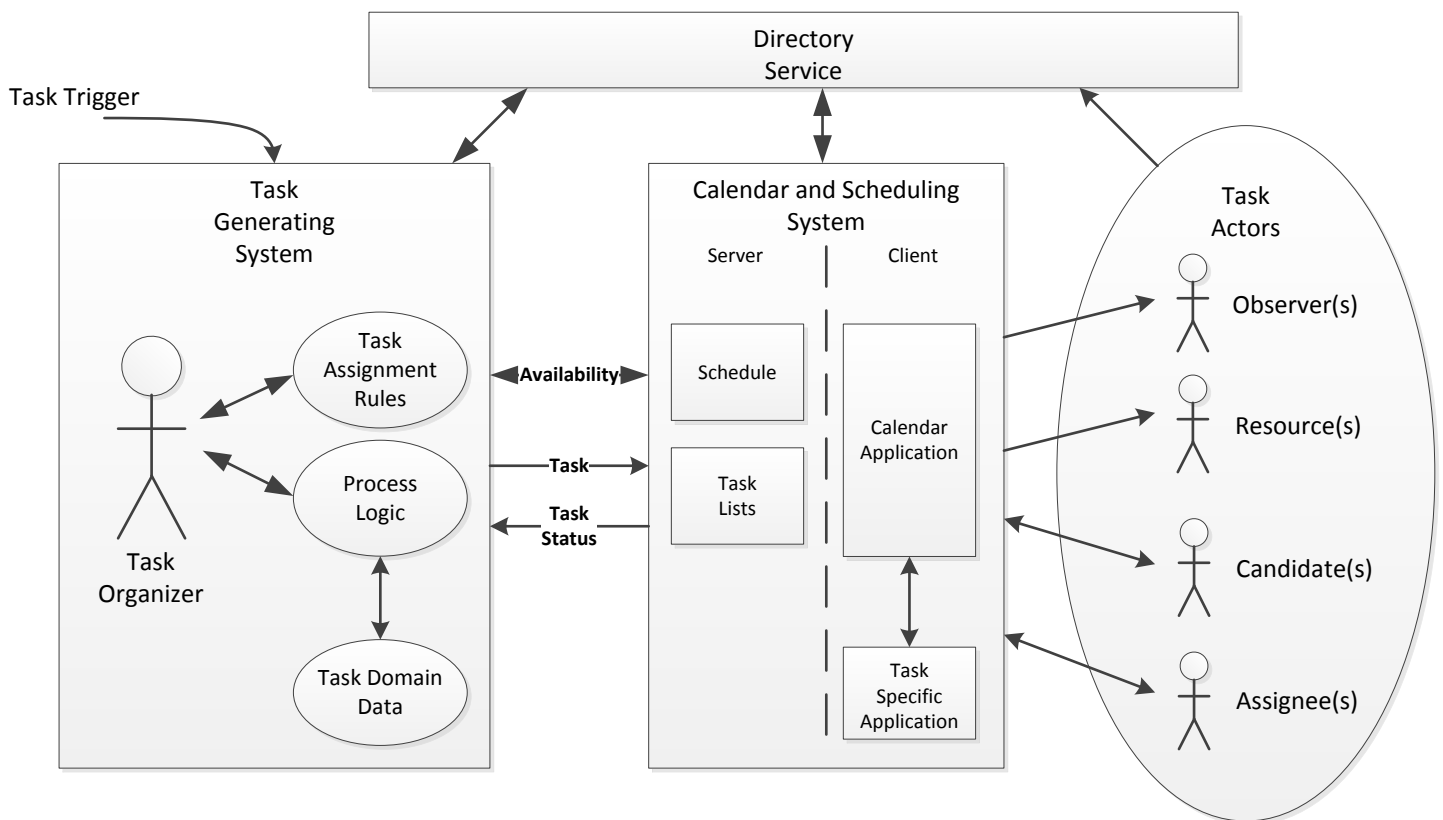 Directory
Service
Task Trigger
Task
Generating
System
Task
Assignment
Rules
Process
Logic
Task
Organizer
Task Domain
Data
Availability
Task
Task
Status
Calendar and Scheduling
System
Server
Client
Schedule
Task
Lists
Calendar
Application
Task
Specific
Application
Task
Actors
Observer(s)
Resource(s)
Candidate(s)
Assignee(s)